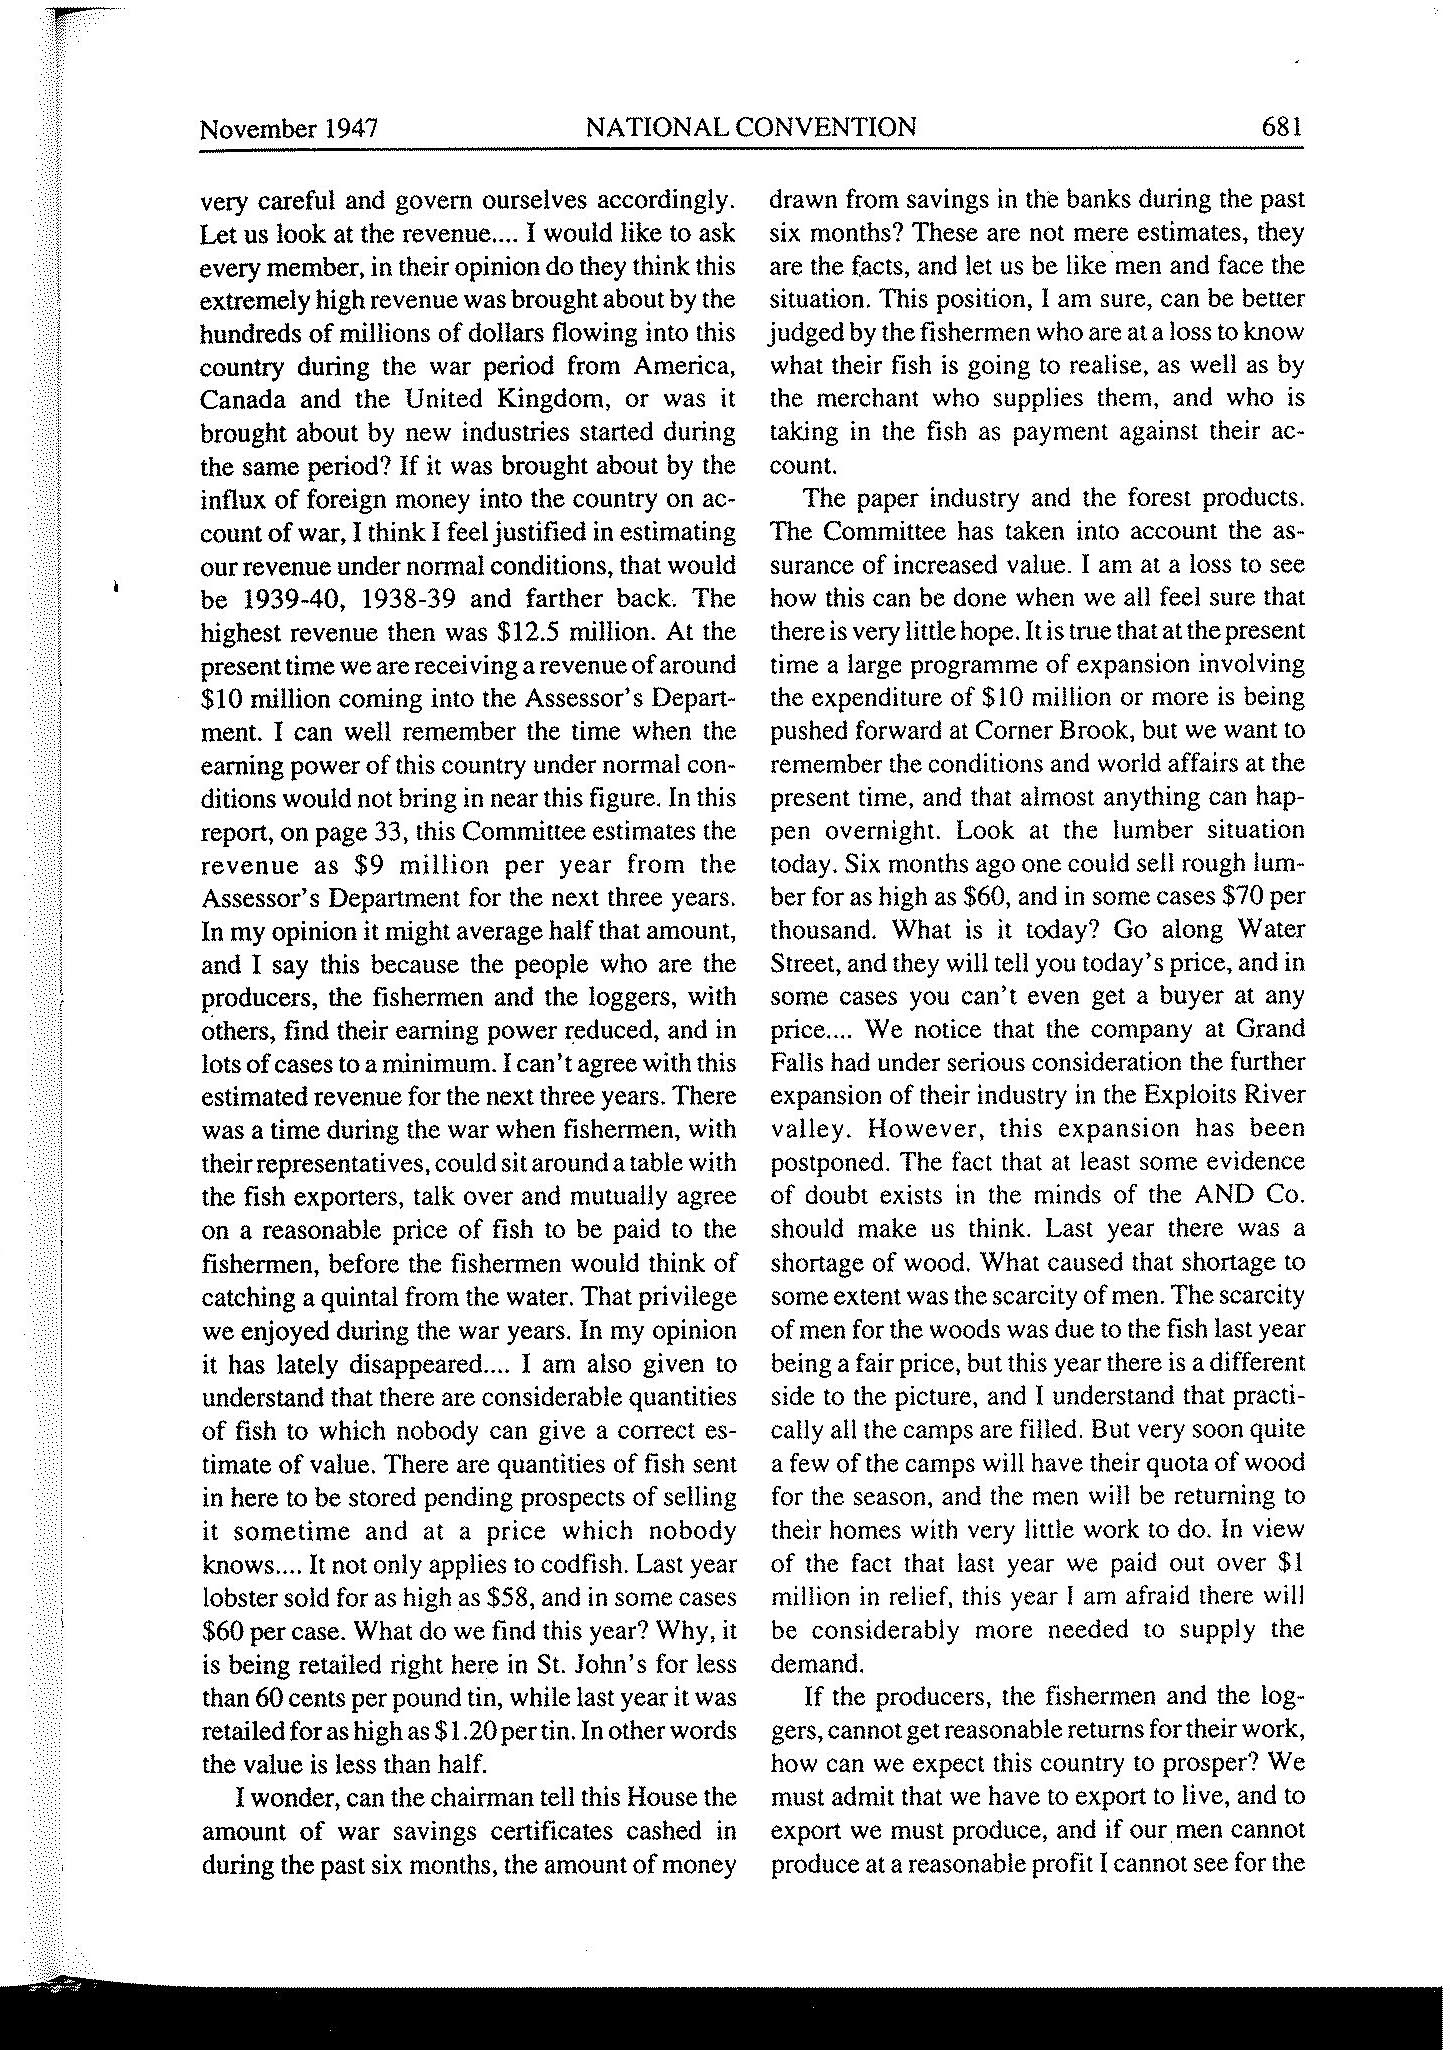 November 1947 NATIONAL CONVENTION 681
very careful and govern ourselves accordingly.
Let us look at the revenue.... I would like to ask
every member, in their opinion do they think this
extremely high revenue was brought about by the
hundreds of millions of dollars flowing into this
country during the war period from America,
Canada and the United Kingdom, or was it
brought about by new industries started during
the same period? If it was brought about by the
influx of foreign money into the country on ac-
count of war, I think I feel justified in estimating
our revenue under normal conditions, that would
be 1939-40, 1938-39 and farther back. The
highest revenue then was $12.5 million. At the
present time we are receiving a revenue of around
$10 million coming into the Assessor's Depart-
ment. I can well remember the time when the
earning power of this country under normal con-
ditions would not bring in near this figure. In this
report, on page 33, this Committee estimates the
revenue as $9 million per year from the
Assessor's Department for the next three years.
In my opinion it might average half that amount,
and I say this because the people who are the
producers, the fishermen and the loggers, with
others, find their earning power reduced, and in
lots of cases to a minimum. I can't agree with this
estimated revenue for the next three years. There
was a time during the war when fishermen, with
their representatives, could sit around a table with
the fish exporters, talk over and mutually agree
on a reasonable price of fish to be paid to the
fishermen, before the fishermen would think of
catching a quintal from the water. That privilege
we enjoyed during the war years. In my opinion
it has lately disappeared.... I am also given to
understand that there are considerable quantities
of fish to which nobody can give a correct es-
timate of value. There are quantities of fish sent
in here to be stored pending prospects of selling
it sometime and at a price which nobody
knows.... It not only applies to codfish. Last year
lobster sold for as high as $58, and in some cases
$60 per case. What do we find this year? Why, it
is being retailed right here in St. John's for less
than 60 cents per pound tin, while last year it was
retailed for as high as $1.20 per tin. In other words
the value is less than half.
I wonder, can the chairman tell this House the
amount of war savings certificates cashed in
during the past six months, the amount of money
drawn from savings in the banks during the past
six months? These are not mere estimates, they
are the facts, and let us be like men and face the
situation. This position, I am sure, can be better
judged by the fishermen who are at a loss to know
what their fish is going to realise, as well as by
the merchant who supplies them, and who is
taking in the fish as payment against their ac-
count.
The paper industry and the forest products.
The Committee has taken into account the as-
surance of increased value. I am at a loss to see
how this can be done when we all feel sure that
there is very little hope. It is true that at the present
time a large programme of expansion involving
the expenditure of $10 million or more is being
pushed forward at Corner Brook, but we want to
remember the conditions and world affairs at the
present time, and that almost anything can hap-
pen overnight. Look at the lumber situation
today. Six months ago one could sell rough lum-
ber for as high as $60, and in some cases $70 per
thousand. What is it today? Go along Water
Street, and they will tell you today's price, and in
some cases you can't even get a buyer at any
price.... We notice that the company at Grand
Falls had under serious consideration the further
expansion of their industry in the Exploits River
valley. However, this expansion has been
postponed. The fact that at least some evidence
of doubt exists in the minds of the AND Co.
should make us think. Last year there was a
shortage of wood. What caused that shortage to
some extent was the scarcity of men. The scarcity
of men for the woods was due to the fish last year
being a fair price, but this year there is a different
side to the picture, and I understand that practi-
cally all the camps are filled. But very soon quite
a few of the camps will have their quota of wood
for the season, and the men will be returning to
their homes with very little work to do. In view
of the fact that last year we paid out over $1
million in relief, this year I am afraid there will
be considerably more needed to supply the
demand.
If the producers, the fishermen and the log-
gers, cannot get reasonable returns for their work,
how can we expect this country to prosper? We
must admit that we have to export to live, and to
export we must produce, and if our men cannot
produce at a reasonable profit I cannot see for the